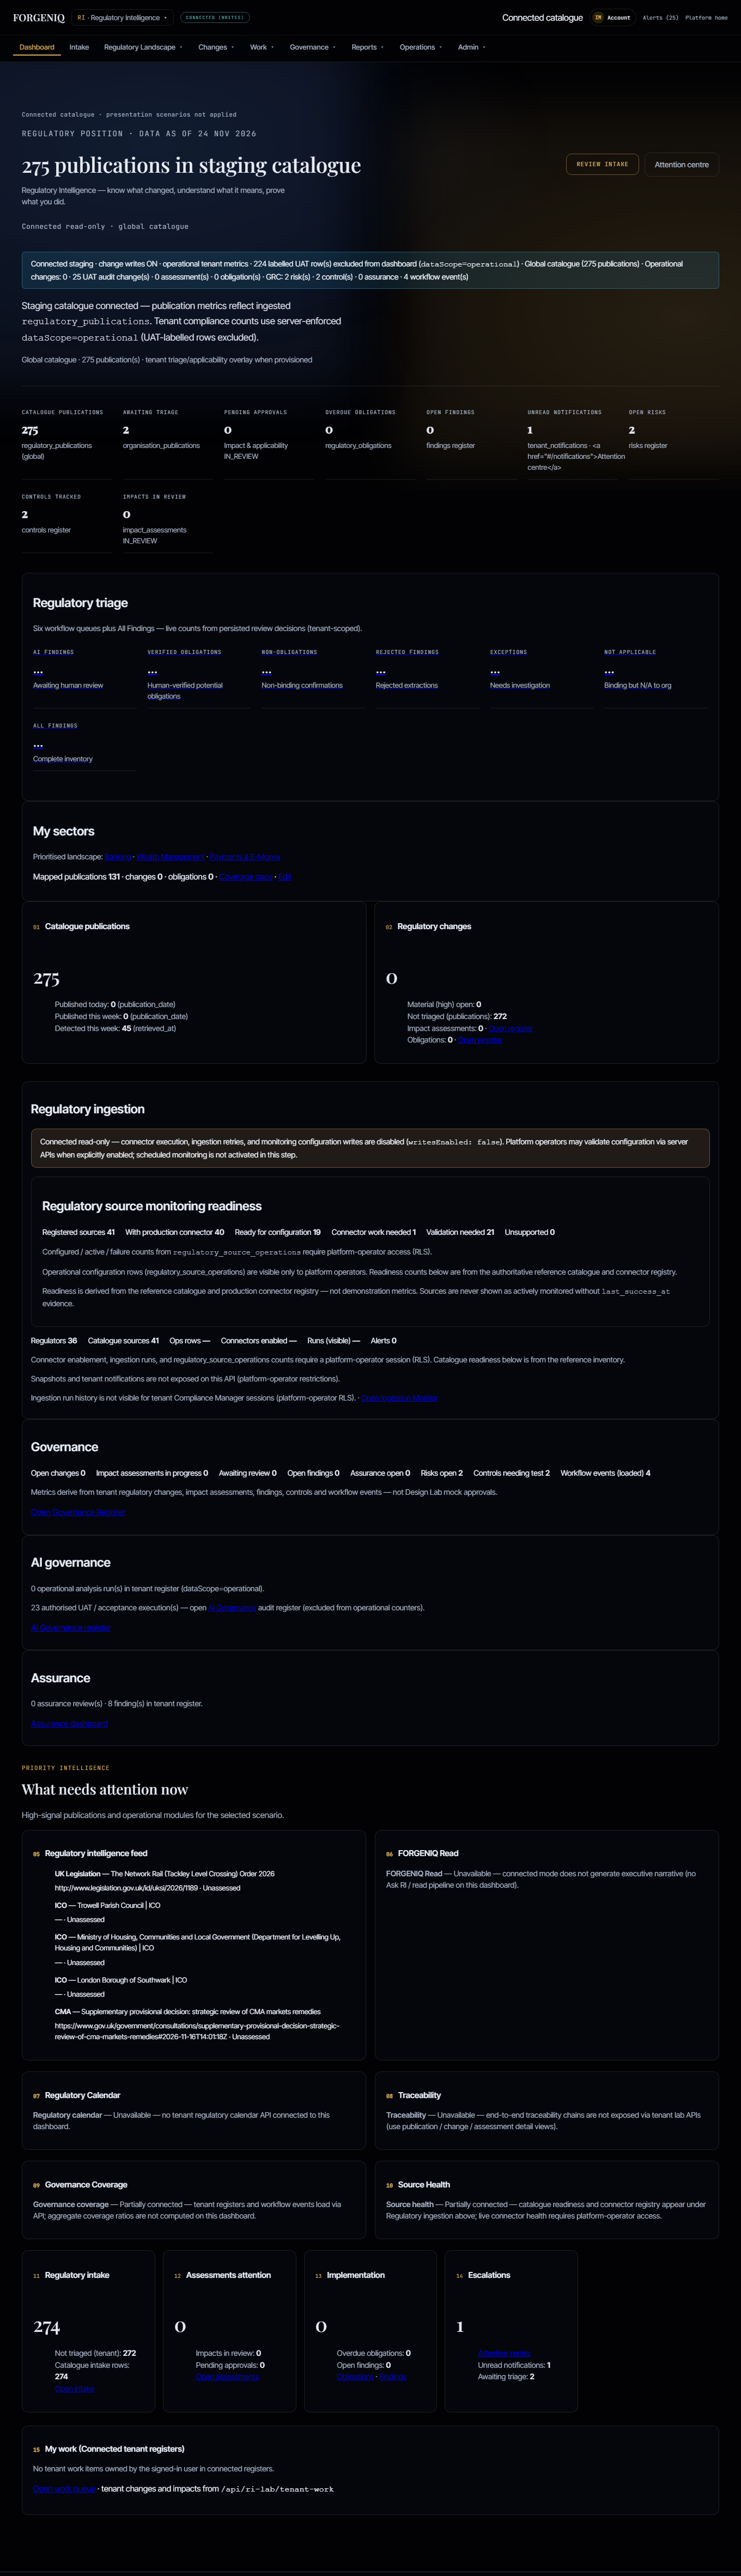 FORGENIQ RI · Regulatory Intelligence CONNECTED (WRITES) Connected catalogue IM Account Alerts (25) Platform home
Dashboard Intake Regulatory Landscape Changes Work Governance Reports Operations Admin
Connected catalogue · presentation scenarios not applied
REGULATORY POSITION · DATA AS OF 24 NOV 2026
275 publications in staging catalogue
REVIEW INTAKE Attention centre
Regulatory Intelligence — know what changed, understand what it means, prove
what you did.
Connected read-only · global catalogue
Connected staging · change writes ON · operational tenant metrics · 224 labelled UAT row(s) excluded from dashboard (dataScope=operational) · Global catalogue (275 publications) · Operational
changes: 0 · 25 UAT audit change(s) · 0 assessment(s) · 0 obligation(s) · GRC: 2 risk(s) · 2 control(s) · 0 assurance · 4 workflow event(s)
Staging catalogue connected — publication metrics reflect ingested
regulatory_publications. Tenant compliance counts use server-enforced
dataScope=operational (UAT-labelled rows excluded).
Global catalogue · 275 publication(s) · tenant triage/applicability overlay when provisioned
CATALOGUE PUBLICATIONS
275
regulatory_publications
(global)
AWAITING TRIAGE
2
organisation_publications
PENDING APPROVALS
0
Impact & applicability
IN_REVIEW
OVERDUE OBLIGATIONS
0
regulatory_obligations
OPEN FINDINGS
0
findings register
UNREAD NOTIFICATIONS
1
tenant_notifications · <a
href="#/notifications">Attention
centre</a>
OPEN RISKS
2
risks register
CONTROLS TRACKED
2
controls register
IMPACTS IN REVIEW
0
impact_assessments
IN_REVIEW
Regulatory triage
Six workflow queues plus All Findings — live counts from persisted review decisions (tenant-scoped).
AI FINDINGS
…
Awaiting human review
VERIFIED OBLIGATIONS
…
Human-verified potential
obligations
NON-OBLIGATIONS
…
Non-binding confirmations
REJECTED FINDINGS
…
Rejected extractions
EXCEPTIONS
…
Needs investigation
NOT APPLICABLE
…
Binding but N/A to org
ALL FINDINGS
…
Complete inventory
My sectors
Prioritised landscape: Banking · Wealth Management · Payments & E-Money
Mapped publications 131 · changes 0 · obligations 0 · Coverage gaps · Edit
01 Catalogue publications
275
Published today: 0 (publication_date)
Published this week: 0 (publication_date)
Detected this week: 45 (retrieved_at)
02 Regulatory changes
0
Material (high) open: 0
Not triaged (publications): 272
Impact assessments: 0 · Open register
Obligations: 0 · Open register
Regulatory ingestion
Connected read-only — connector execution, ingestion retries, and monitoring configuration writes are disabled (writesEnabled: false). Platform operators may validate configuration via server
APIs when explicitly enabled; scheduled monitoring is not activated in this step.
Regulatory source monitoring readiness
Registered sources 41 With production connector 40 Ready for configuration 19 Connector work needed 1 Validation needed 21 Unsupported 0
Configured / active / failure counts from regulatory_source_operations require platform-operator access (RLS).
Operational configuration rows (regulatory_source_operations) are visible only to platform operators. Readiness counts below are from the authoritative reference catalogue and connector registry.
Readiness is derived from the reference catalogue and production connector registry — not demonstration metrics. Sources are never shown as actively monitored without last_success_at
evidence.
Regulators 36 Catalogue sources 41 Ops rows — Connectors enabled — Runs (visible) — Alerts 0
Connector enablement, ingestion runs, and regulatory_source_operations counts require a platform-operator session (RLS). Catalogue readiness below is from the reference inventory.
Snapshots and tenant notifications are not exposed on this API (platform-operator restrictions).
Ingestion run history is not visible for tenant Compliance Manager sessions (platform-operator RLS). · Open Ingestion Monitor
Governance
Open changes 0 Impact assessments in progress 0 Awaiting review 0 Open findings 0 Assurance open 0 Risks open 2 Controls needing test 2 Workflow events (loaded) 4
Metrics derive from tenant regulatory changes, impact assessments, findings, controls and workflow events — not Design Lab mock approvals.
Open Governance Register
AI governance
0 operational analysis run(s) in tenant register (dataScope=operational).
23 authorised UAT / acceptance execution(s) — open AI Governance audit register (excluded from operational counters).
AI Governance register
Assurance
0 assurance review(s) · 8 finding(s) in tenant register.
Assurance dashboard
PRIORITY INTELLIGENCE
What needs attention now
High-signal publications and operational modules for the selected scenario.
05 Regulatory intelligence feed
UK Legislation — The Network Rail (Tackley Level Crossing) Order 2026
http://www.legislation.gov.uk/id/uksi/2026/1189 · Unassessed
ICO — Trowell Parish Council | ICO
— · Unassessed
ICO — Ministry of Housing, Communities and Local Government (Department for Levelling Up,
Housing and Communities) | ICO
— · Unassessed
ICO — London Borough of Southwark | ICO
— · Unassessed
CMA — Supplementary provisional decision: strategic review of CMA markets remedies
https://www.gov.uk/government/consultations/supplementary-provisional-decision-strategic-
review-of-cma-markets-remedies#2026-11-16T14:01:18Z · Unassessed
06 FORGENIQ Read
FORGENIQ Read — Unavailable — connected mode does not generate executive narrative (no
Ask RI / read pipeline on this dashboard).
07 Regulatory Calendar
Regulatory calendar — Unavailable — no tenant regulatory calendar API connected to this
dashboard.
08 Traceability
Traceability — Unavailable — end-to-end traceability chains are not exposed via tenant lab APIs
(use publication / change / assessment detail views).
09 Governance Coverage
Governance coverage — Partially connected — tenant registers and workflow events load via
API; aggregate coverage ratios are not computed on this dashboard.
10 Source Health
Source health — Partially connected — catalogue readiness and connector registry appear under
Regulatory ingestion above; live connector health requires platform-operator access.
11 Regulatory intake
274
Not triaged (tenant): 272
Catalogue intake rows:
274
Open intake
12 Assessments attention
0
Impacts in review: 0
Pending approvals: 0
Open assessments
13 Implementation
0
Overdue obligations: 0
Open findings: 0
Obligations · Findings
14 Escalations
1
Attention centre
Unread notifications: 1
Awaiting triage: 2
15 My work (Connected tenant registers)
No tenant work items owned by the signed-in user in connected registers.
Open work queue · tenant changes and impacts from /api/ri-lab/tenant-work